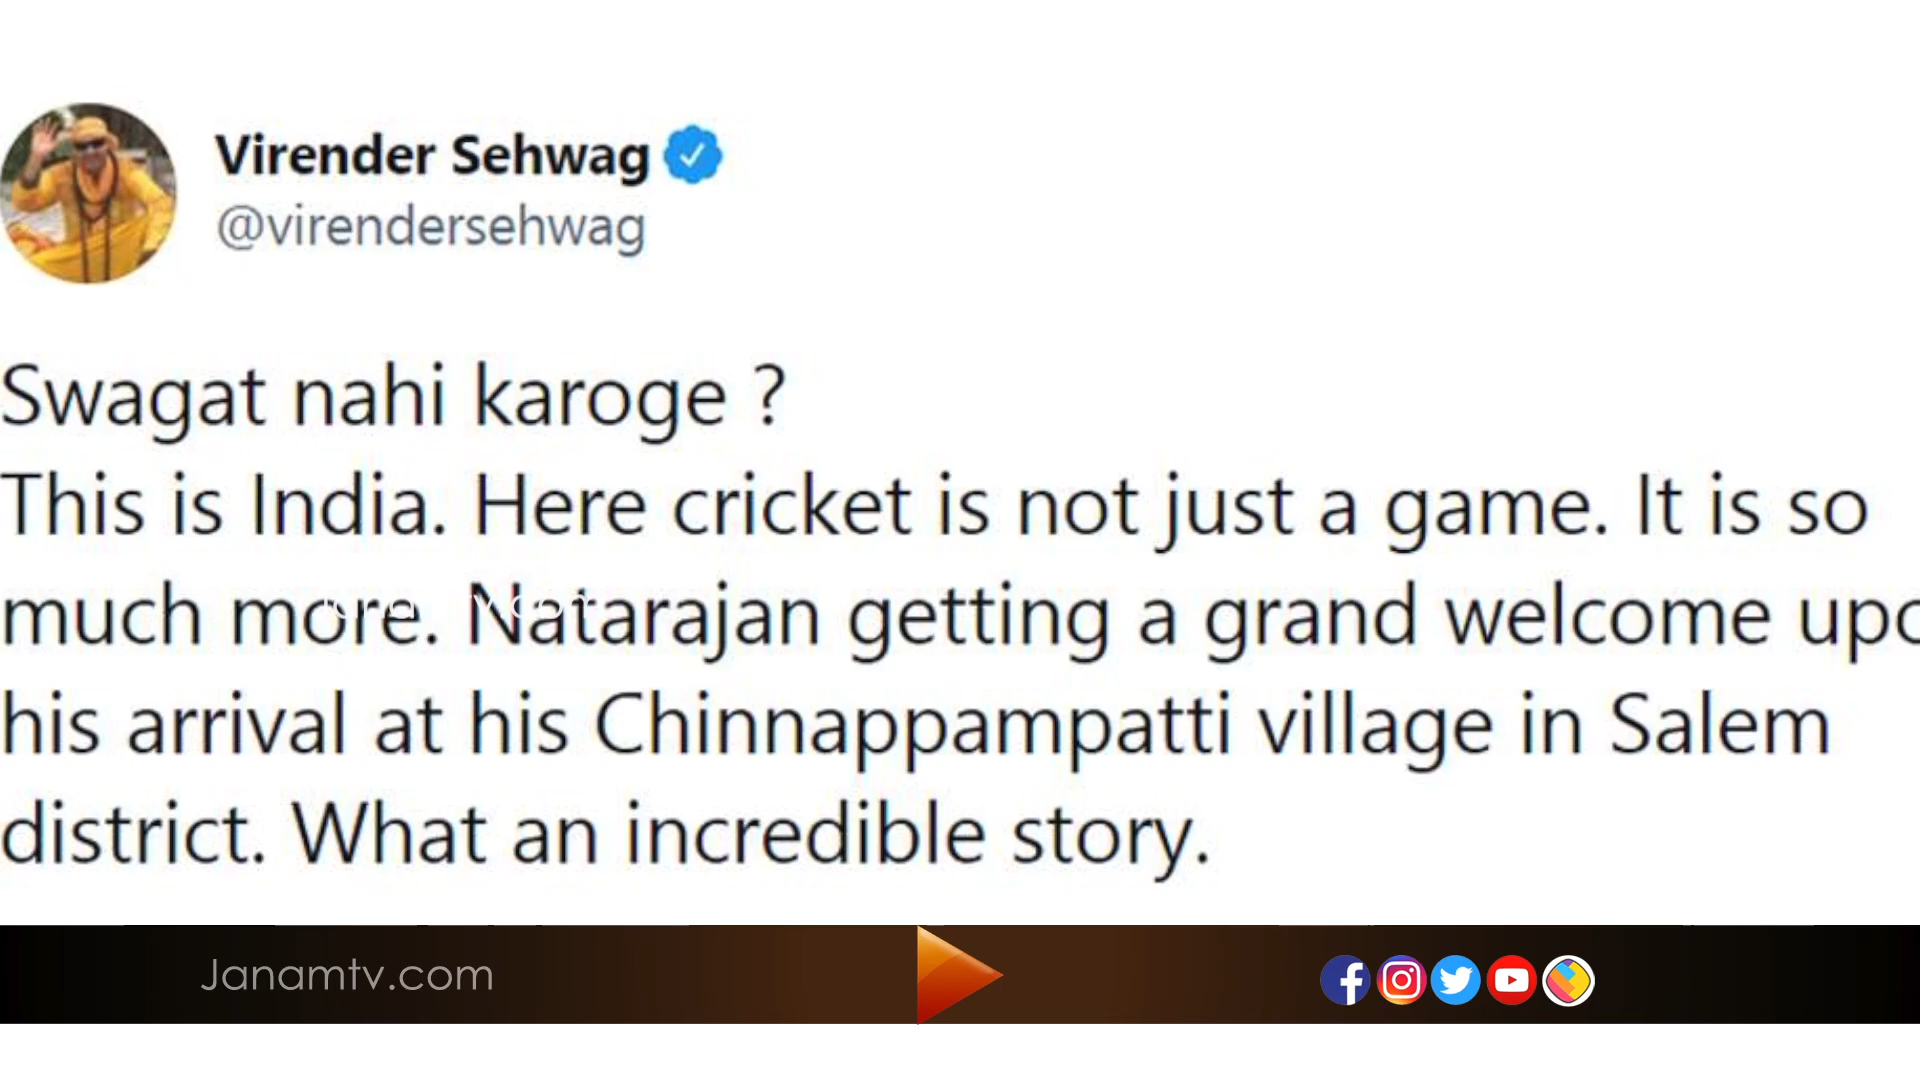 Virender Sehwag
@virendersehwag
Swagat nahi karoge ?
This is India. Here cricket is not just a game. It is so
much more. Natarajan getting a grand welcome
his arrival at his Chinnappampatti village in Salem
district. What an incredible story.
Janamtv.com